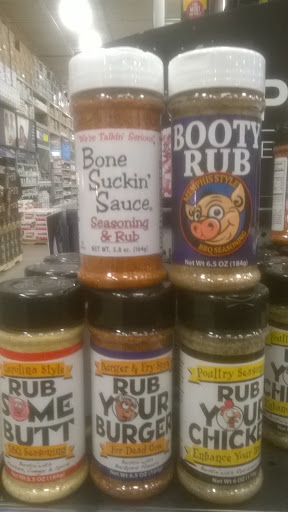 "We're Talkin' Serious"
Bone
Suckin'
Sauce®
Seasoning
& Rub
NET WT. 5.8 oz. (164g)
BOOTY
RUB
MEMPHIS STYLE
BBQ SEASONING
Net Wt 6.5 OZ (184g)
Carolina Style
RUB
SOME
BUTT
BBQ Seasoning
Burger & Fry
RUB
YOUR
BURGER
For Dead Cow
Poultry Seasoning
RUB
YOUR
CHICKEN
Enhance Your